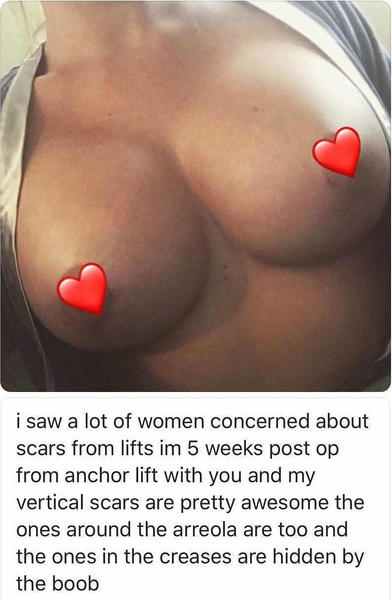 i saw a lot of women concerned about
scars from lifts im 5 weeks post op
from anchor lift with you and my
vertical scars are pretty awesome the
ones around the arreola are too and
the ones in the creases are hidden by
the boob